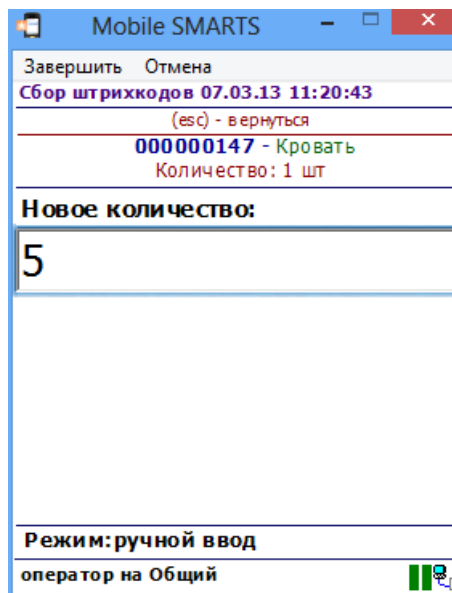 Mobile SMARTS
Завершить Отмена
Сбор штрихкодов 07.03.13 11:20:43
(esc) - вернуться
000000147 - Кровать
Количество: 1 шт
Новое количество:
5
Режим:ручной ввод
оператор на Общий